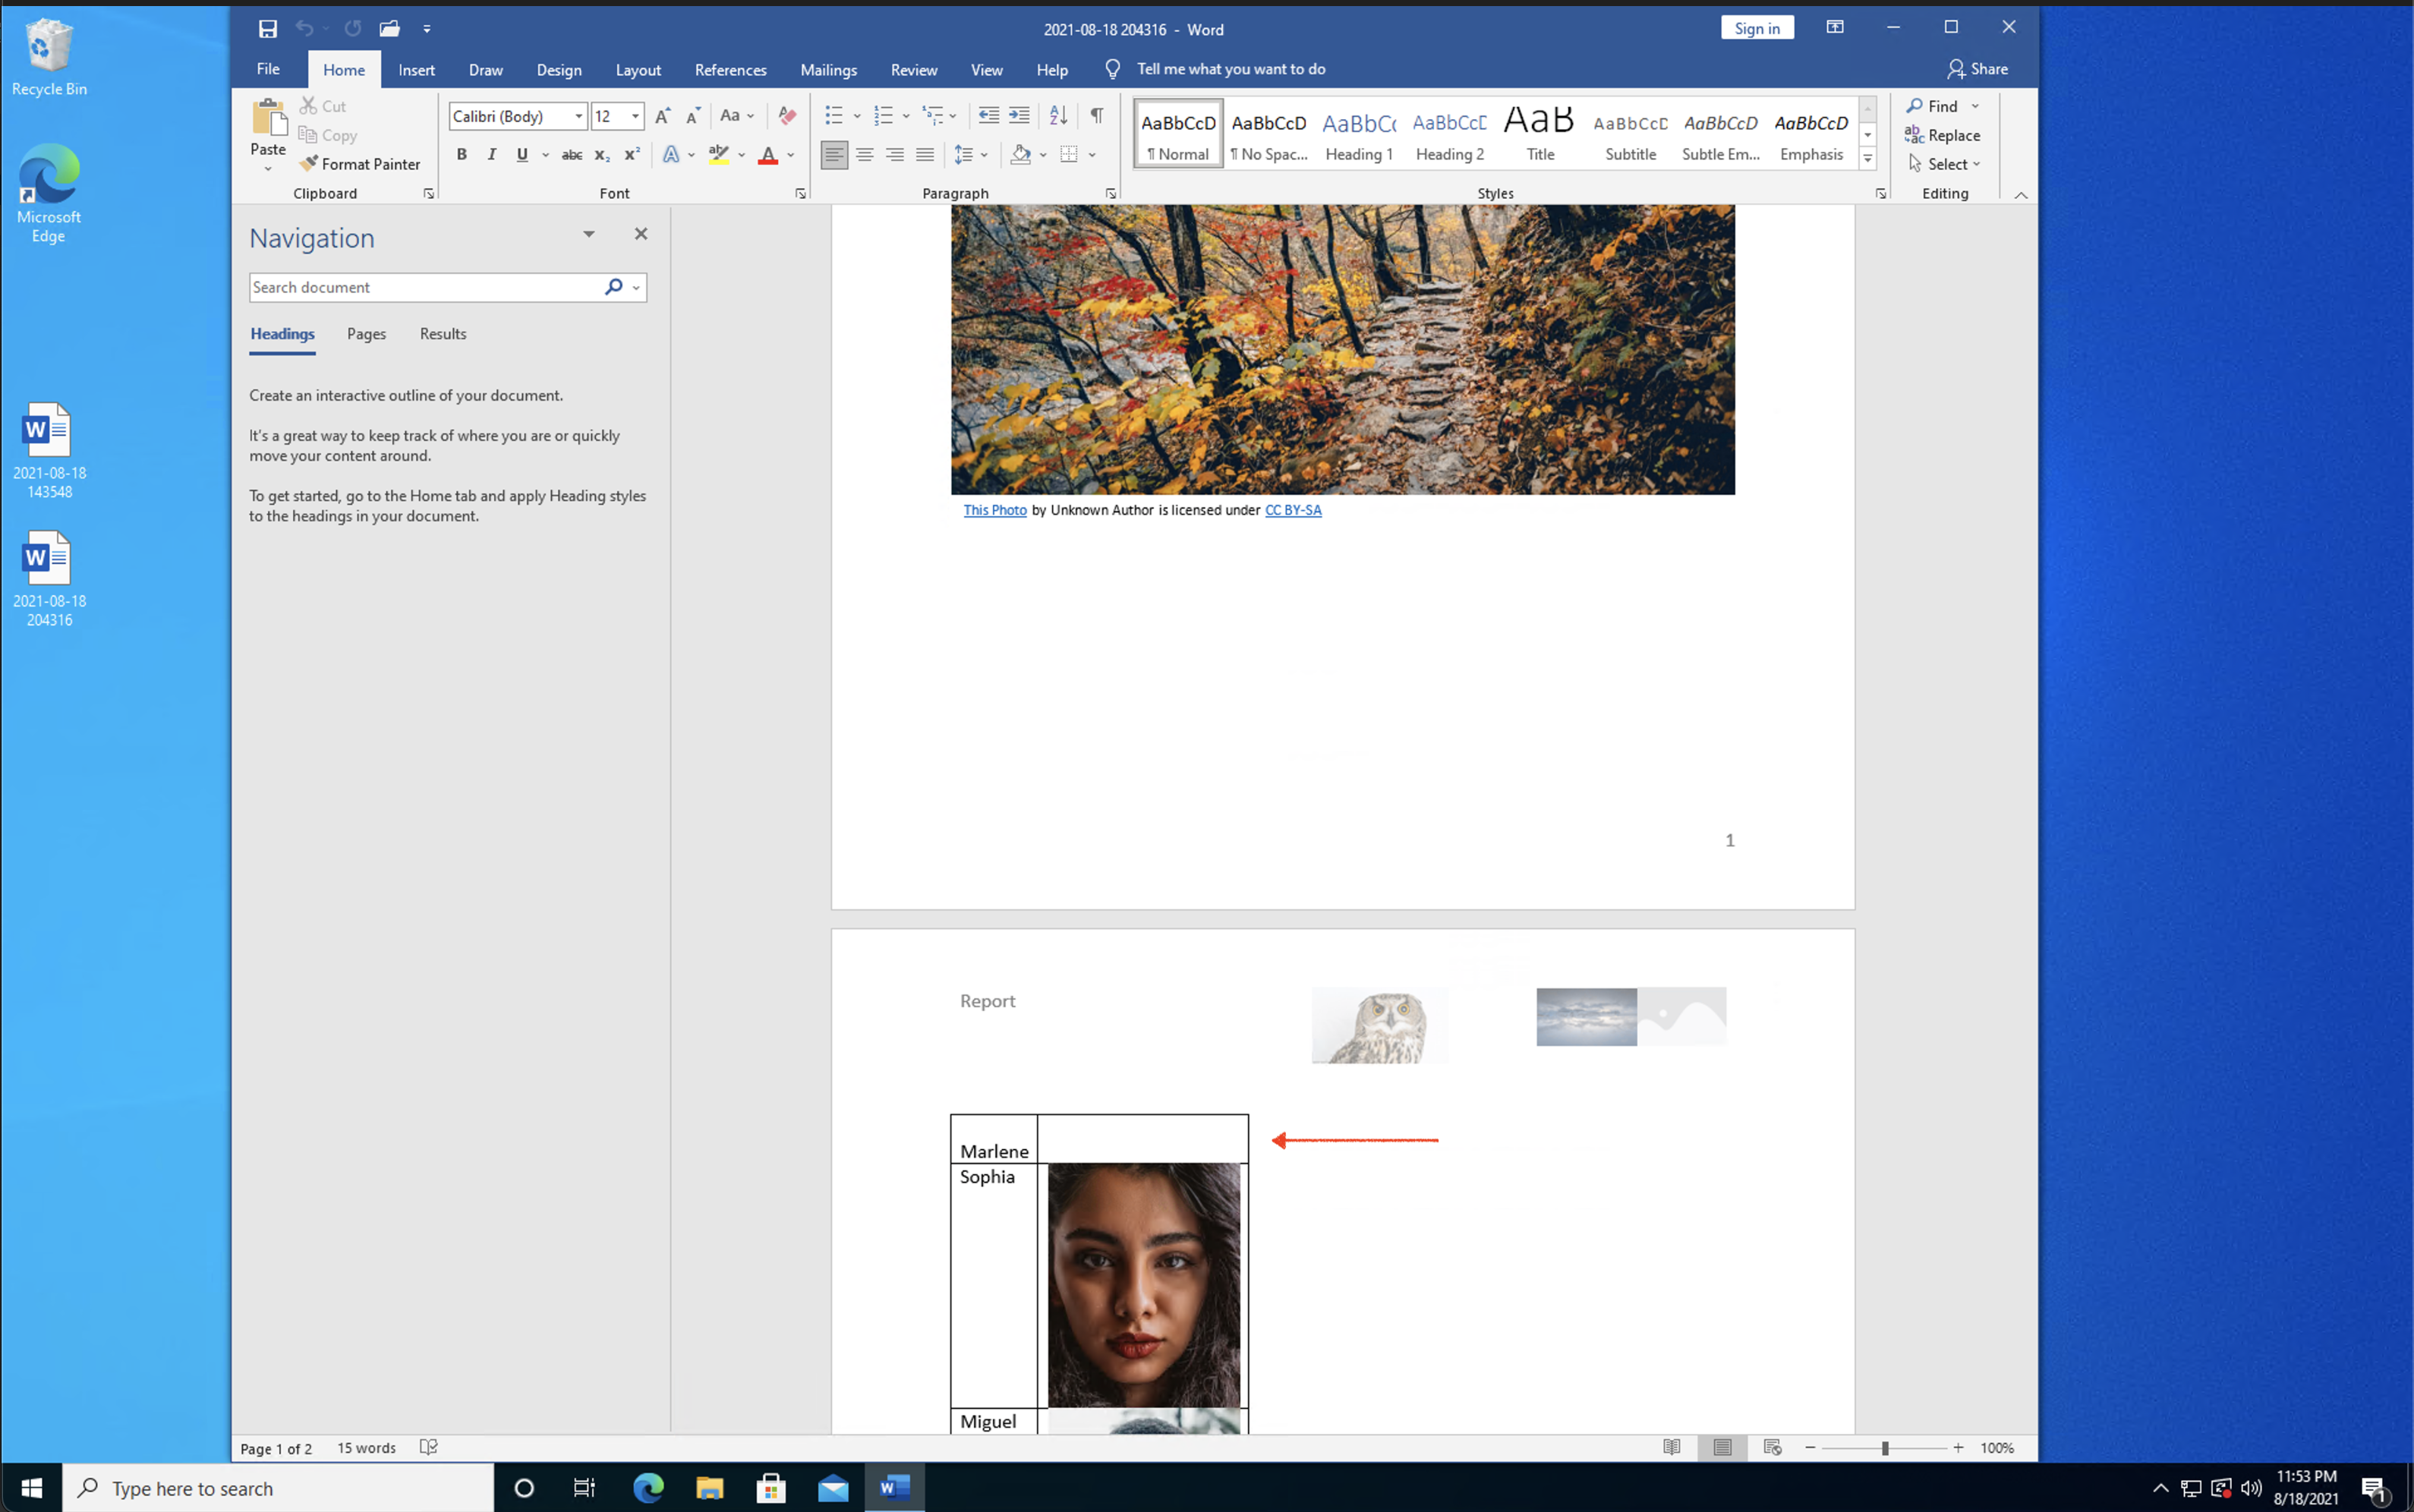 2021-08-18 204316 - Word
Sign in
File Home Insert Draw Design Layout References Mailings Review View Help Tell me what you want to do Share
Paste
Cut
Copy
Format Painter
Clipboard
Calibri (Body) 12
Font
Paragraph
AaBbCcD AaBbCcD AaBbC AaBbCcD AaB AaBbCcD AaBbCcD AaBbCcD
¶ Normal ¶ No Spac... Heading 1 Heading 2 Title Subtitle Subtle Em... Emphasis
Styles
Find
Replace
Select
Editing
Recycle Bin
Microsoft
Edge
2021-08-18
143548
2021-08-18
204316
Navigation
Search document
Headings Pages Results
Create an interactive outline of your document.
It's a great way to keep track of where you are or quickly
move your content around.
To get started, go to the Home tab and apply Heading styles
to the headings in your document.
This Photo by Unknown Author is licensed under CC BY-SA
1
Report
Marlene
Sophia
Miguel
Page 1 of 2 15 words 100%
Type here to search
11:53 PM
8/18/2021
1